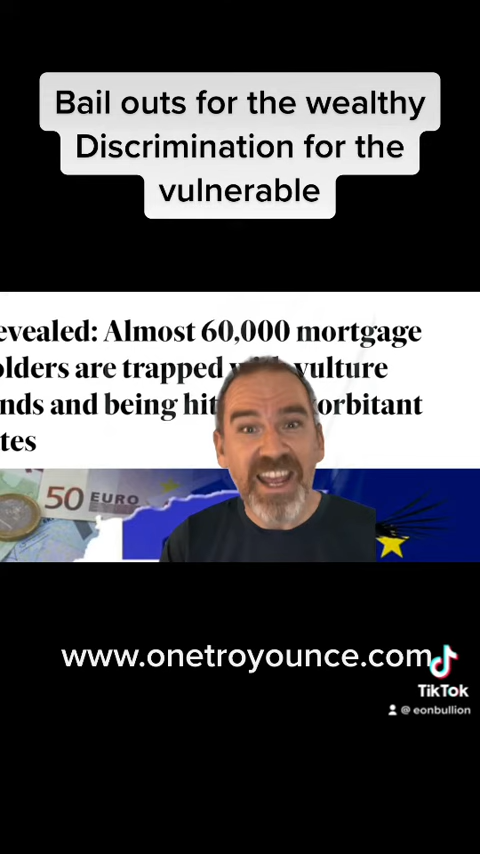 Bail outs for the wealthy
Discrimination for the
vulnerable
evealed: Almost 60,000 mortgage
olders are trapped vulture
nds and being hit orbitant
tes
50 EURO
www.onetroyounce.com
TikTok
@ eonbullion